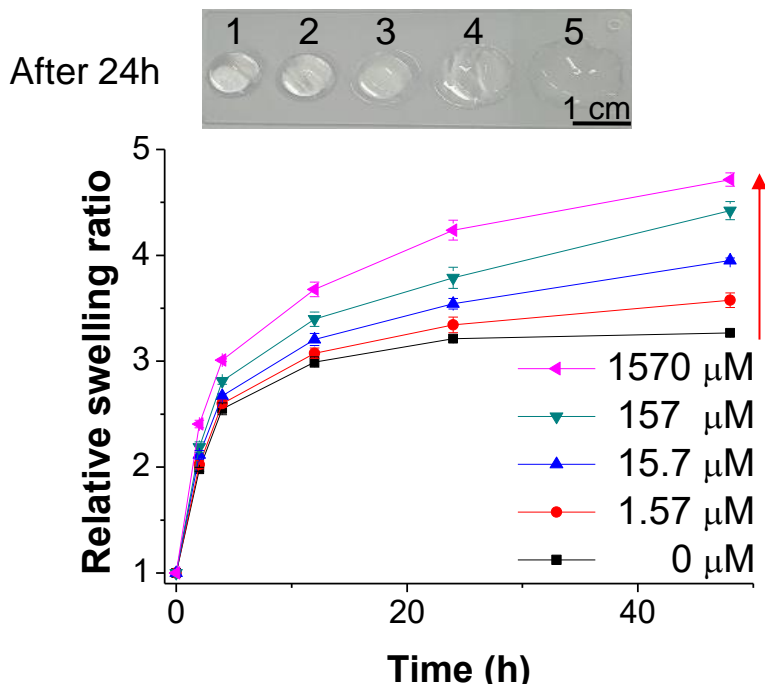 1 2 3 4 5
After 24h
1 cm
Relative swelling ratio
5
4
3
2
1
1570 μM
157 μM
15.7 μM
1.57 μM
0 μM
0 20 40
Time (h)